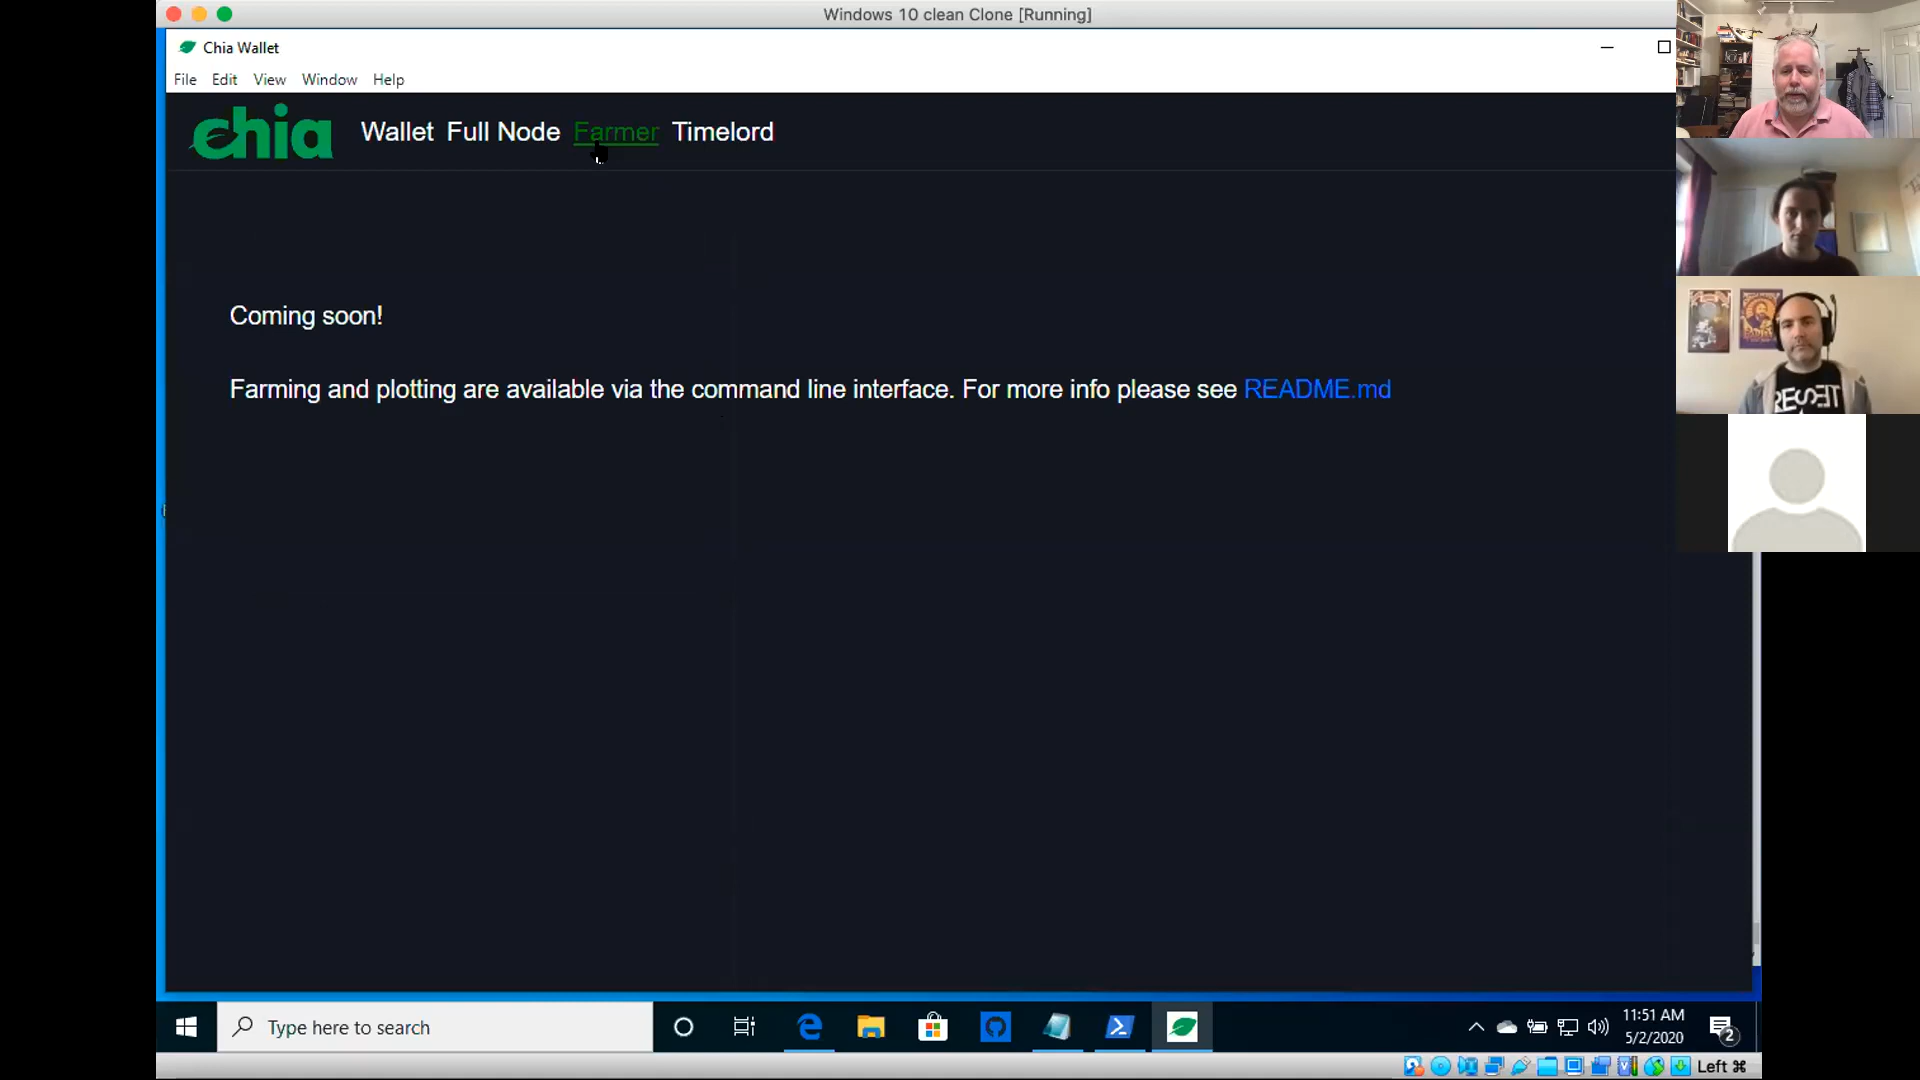 Windows 10 clean Clone [Running]
Chia Wallet
File Edit View Window Help
chia Wallet Full Node Farmer Timelord
Coming soon!
Farming and plotting are available via the command line interface. For more info please see README.md
Type here to search
11:51 AM
5/2/2020
2
Left ⌘